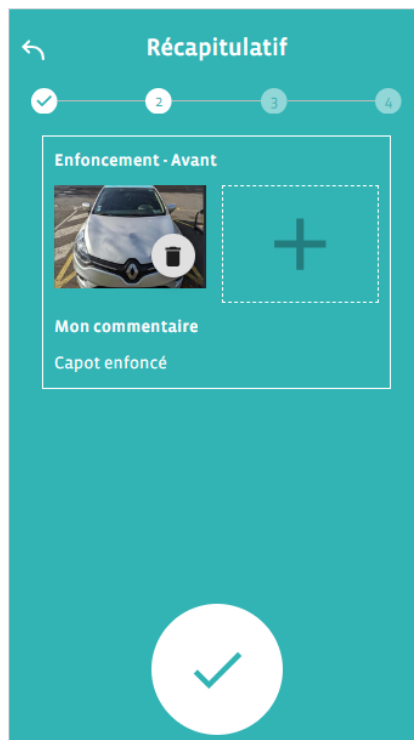 Récapitulatif
2 3 4
Enfoncement - Avant
Mon commentaire
Capot enfoncé